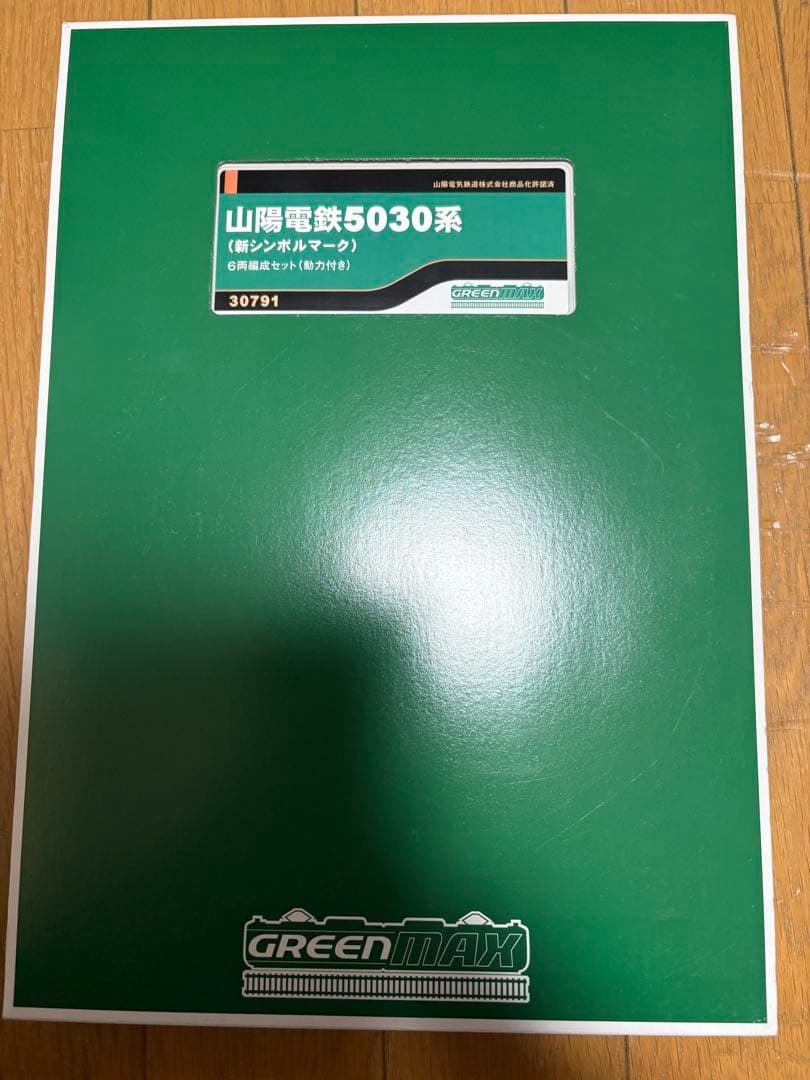 山陽電気鉄道株式会社商品化許諾済
山陽電鉄5030系
(新シンボルマーク)
6両編成セット(動力付き)
30791
GREENMAX
GREENMAX